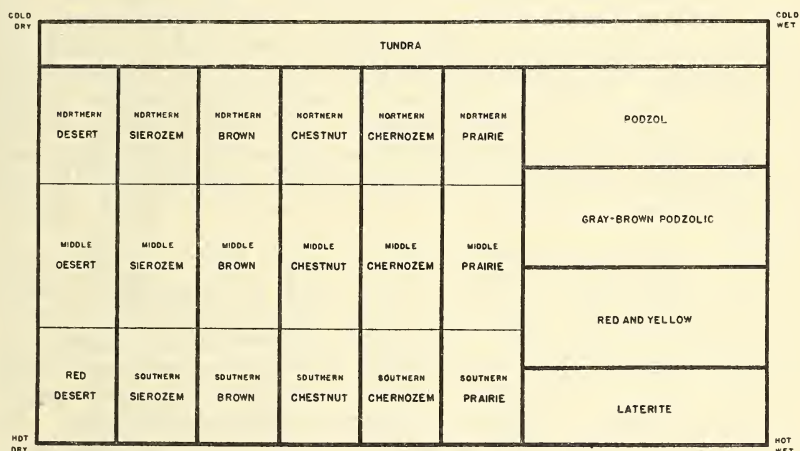 COLD
DRY
COLD
WET
TUNDRA
NORTHERN
DESERT
NORTHERN
SIEROZEM
NORTHERN
BROWN
NORTHERN
CHESTNUT
NORTHERN
CHERNOZEM
NORTHERN
PRAIRIE
PODZOL
GRAY-BROWN PODZOLIC
MIDDLE
DESERT
MIDDLE
SIEROZEM
MIDDLE
BROWN
MIDDLE
CHESTNUT
MIDDLE
CHERNOZEM
MIDDLE
PRAIRIE
RED AND YELLOW
RED
DESERT
SOUTHERN
SIEROZEM
SOUTHERN
BROWN
SOUTHERN
CHESTNUT
SOUTHERN
CHERNOZEM
SOUTHERN
PRAIRIE
LATERITE
HOT
DRY
HOT
WET